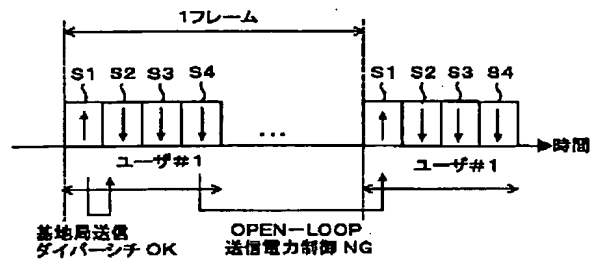 1フレーム
S1 S2 S3 S4 S1 S2 S3 S4
...
時間
ユーザ#1 ユーザ#1
基地局送信
ダイバーシチ OK
OPEN-LOOP
送信電力制御 NG